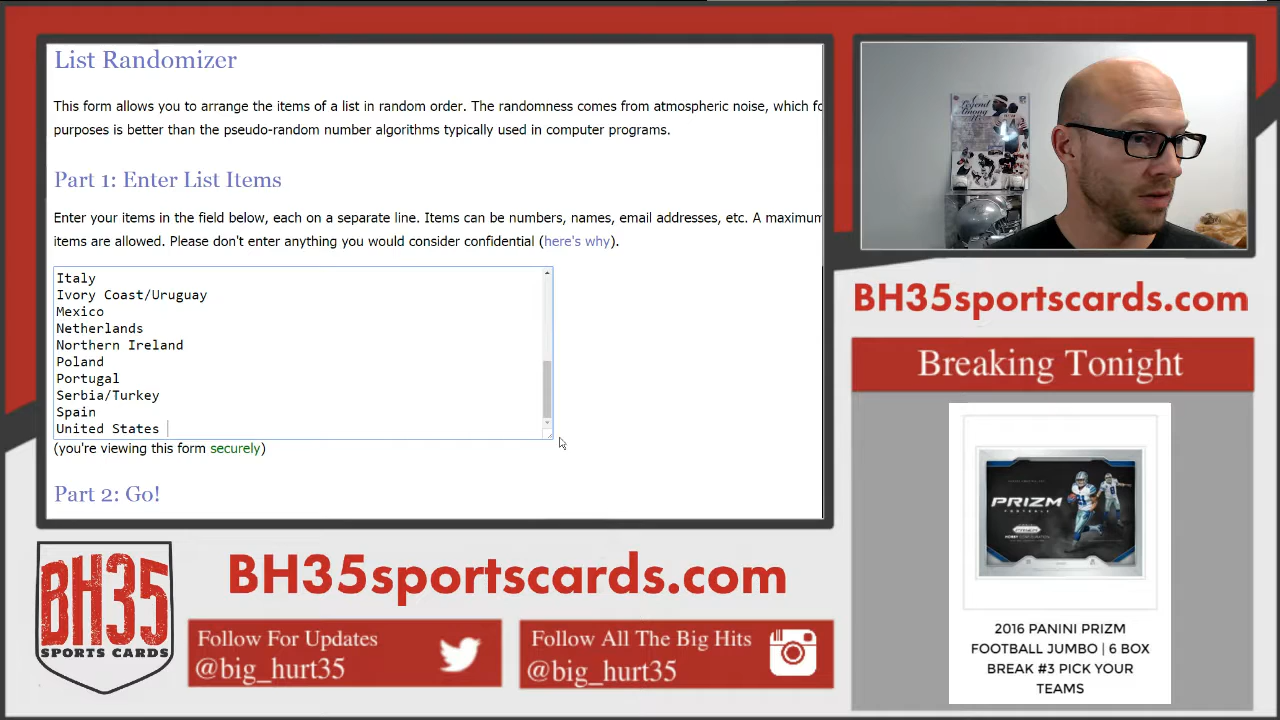 List Randomizer
This form allows you to arrange the items of a list in random order. The randomness comes from atmospheric noise, which fo
purposes is better than the pseudo-random number algorithms typically used in computer programs.
Part 1: Enter List Items
Enter your items in the field below, each on a separate line. Items can be numbers, names, email addresses, etc. A maximum
items are allowed. Please don't enter anything you would consider confidential (here's why).
Italy
Ivory Coast/Uruguay
Mexico
Netherlands
Northern Ireland
Poland
Portugal
Serbia/Turkey
Spain
United States
(you're viewing this form securely)
Part 2: Go!
BH35
SPORTS CARDS
BH35sportscards.com
Follow For Updates
@big_hurt35
Follow All The Big Hits
@big_hurt35
Legend
Among
BH35sportscards.com
Breaking Tonight
PRIZM
FOOTBALL
2016 PANINI PRIZM
FOOTBALL JUMBO | 6 BOX
BREAK #3 PICK YOUR
TEAMS